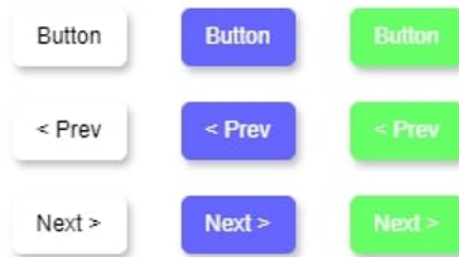 Button Button Button
< Prev < Prev < Prev
Next > Next > Next >